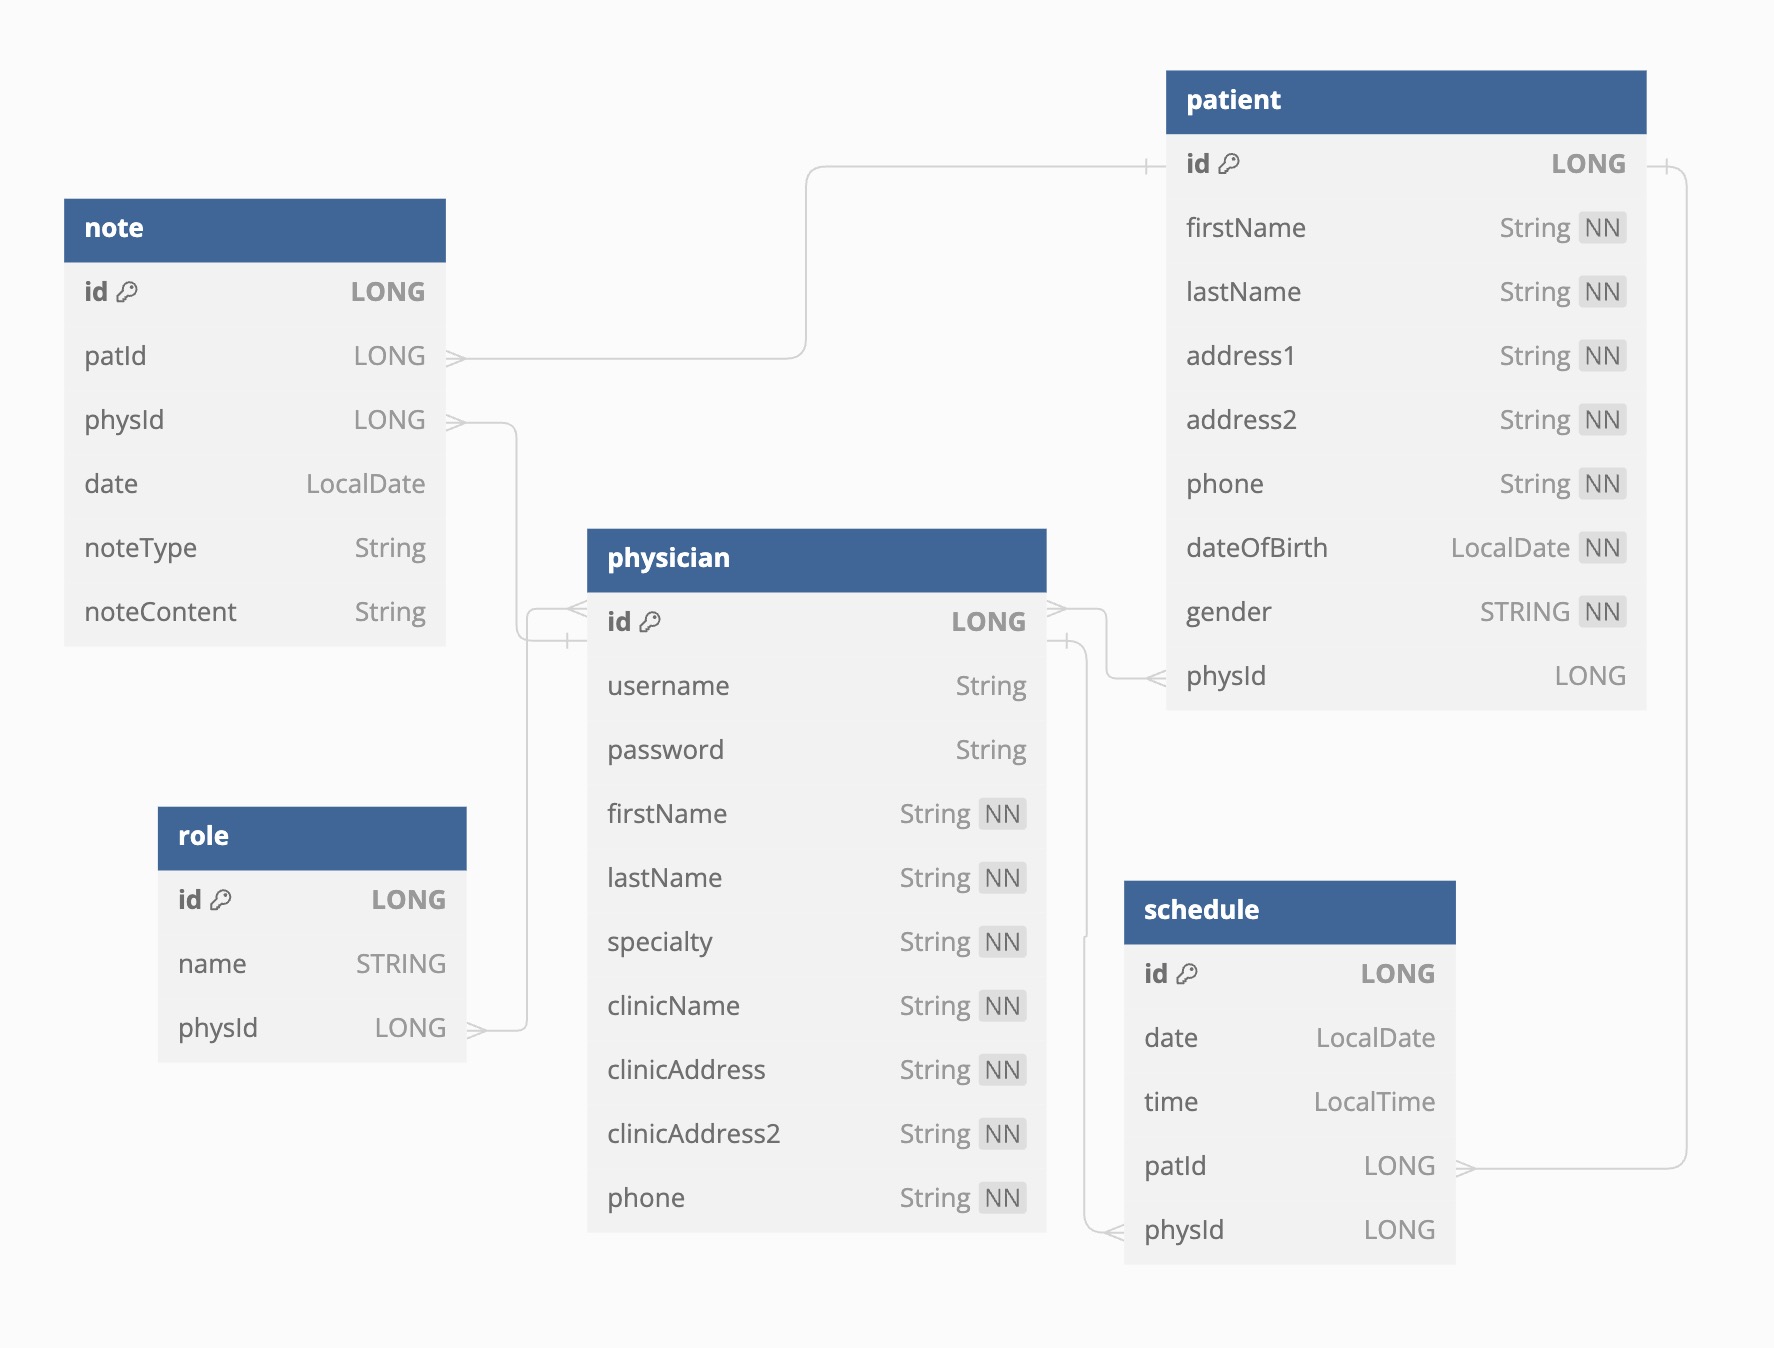 note
id LONG
patId LONG
physId LONG
date LocalDate
noteType String
noteContent String
patient
id LONG
firstName String NN
lastName String NN
address1 String NN
address2 String NN
phone String NN
dateOfBirth LocalDate NN
gender STRING NN
physId LONG
physician
id LONG
username String
password String
firstName String NN
lastName String NN
specialty String NN
clinicName String NN
clinicAddress String NN
clinicAddress2 String NN
phone String NN
role
id LONG
name STRING
physId LONG
schedule
id LONG
date LocalDate
time LocalTime
patId LONG
physId LONG